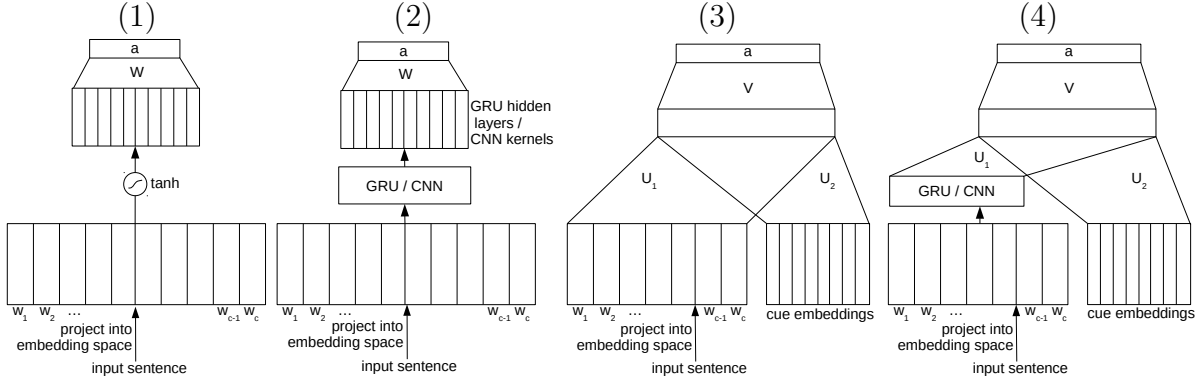 (1)
a
W
tanh
w1 w2 ... wc-1 wc
project into
embedding space
input sentence
(2)
a
W
GRU hidden
layers /
CNN kernels
GRU / CNN
w1 w2 ... wc-1 wc
project into
embedding space
input sentence
(3)
a
V
U1
U2
w1 w2 ... wc-1 wc
cue embeddings
project into
embedding space
input sentence
(4)
a
V
U1
U2
GRU / CNN
w1 w2 ... wc-1 wc
cue embeddings
project into
embedding space
input sentence